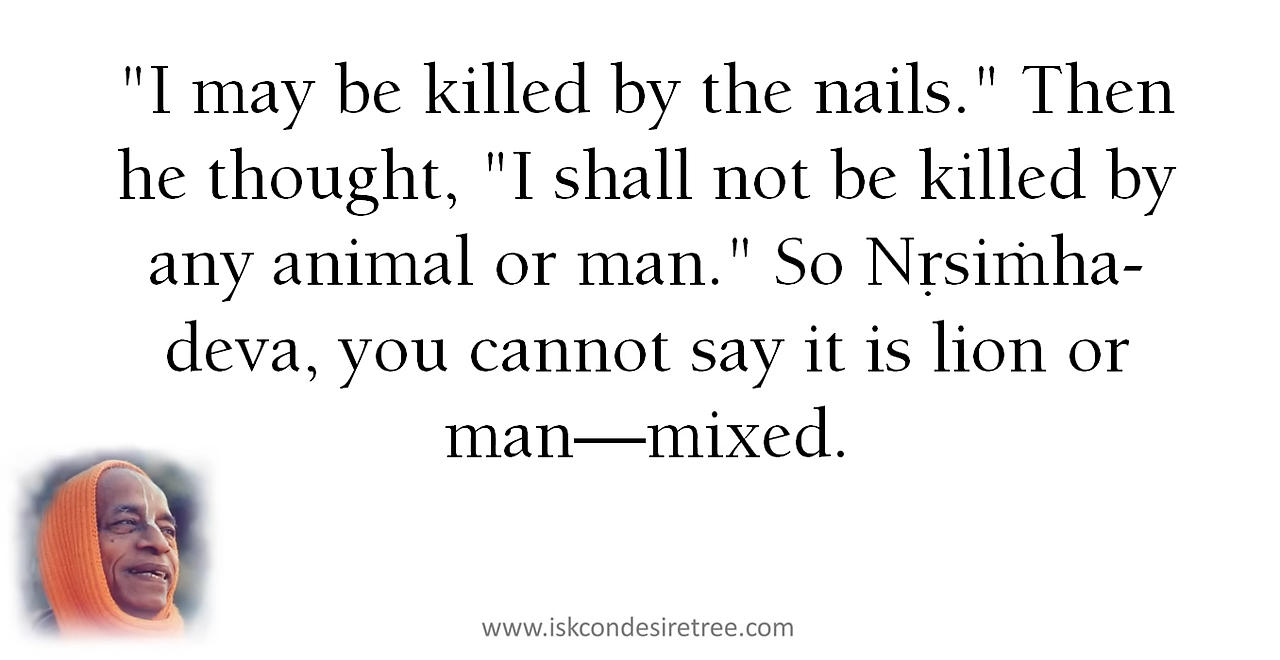 "I may be killed by the nails." Then
he thought, "I shall not be killed by
any animal or man." So Nṛsiṁha-
deva, you cannot say it is lion or
man—mixed.
www.iskcondesiretree.com